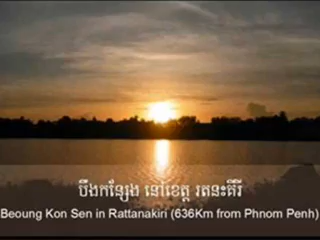 បឹងកន្សែង នៅខេត្ត រតនះគិរី
Beoung Kon Sen in Rattanakiri (636Km from Phnom Penh)